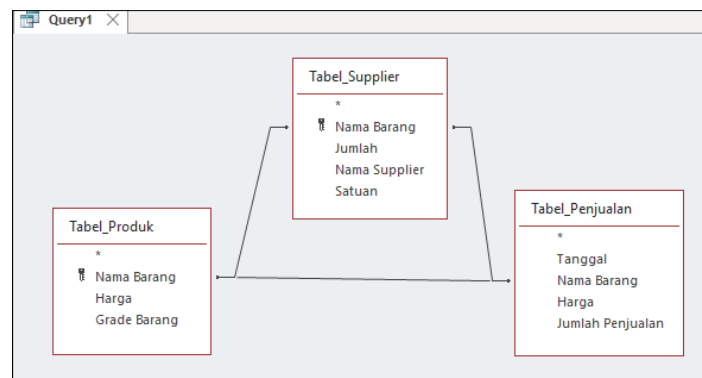 Query1
Tabel_Supplier
*
Nama Barang
Jumlah
Nama Supplier
Satuan
Tabel_Produk
*
Nama Barang
Harga
Grade Barang
Tabel_Penjualan
*
Tanggal
Nama Barang
Harga
Jumlah Penjualan